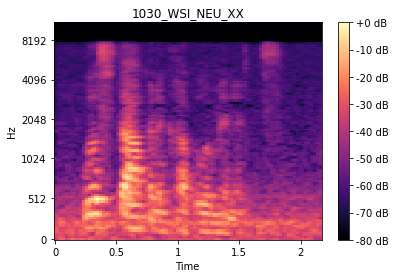 1030_WSI_NEU_XX
+0 dB
8192
-10 dB
4096
-20 dB
-30 dB
2048
-40 dB
Hz
1024
-50 dB
512
-60 dB
-70 dB
0
-80 dB
0 0.5 1 1.5 2
Time